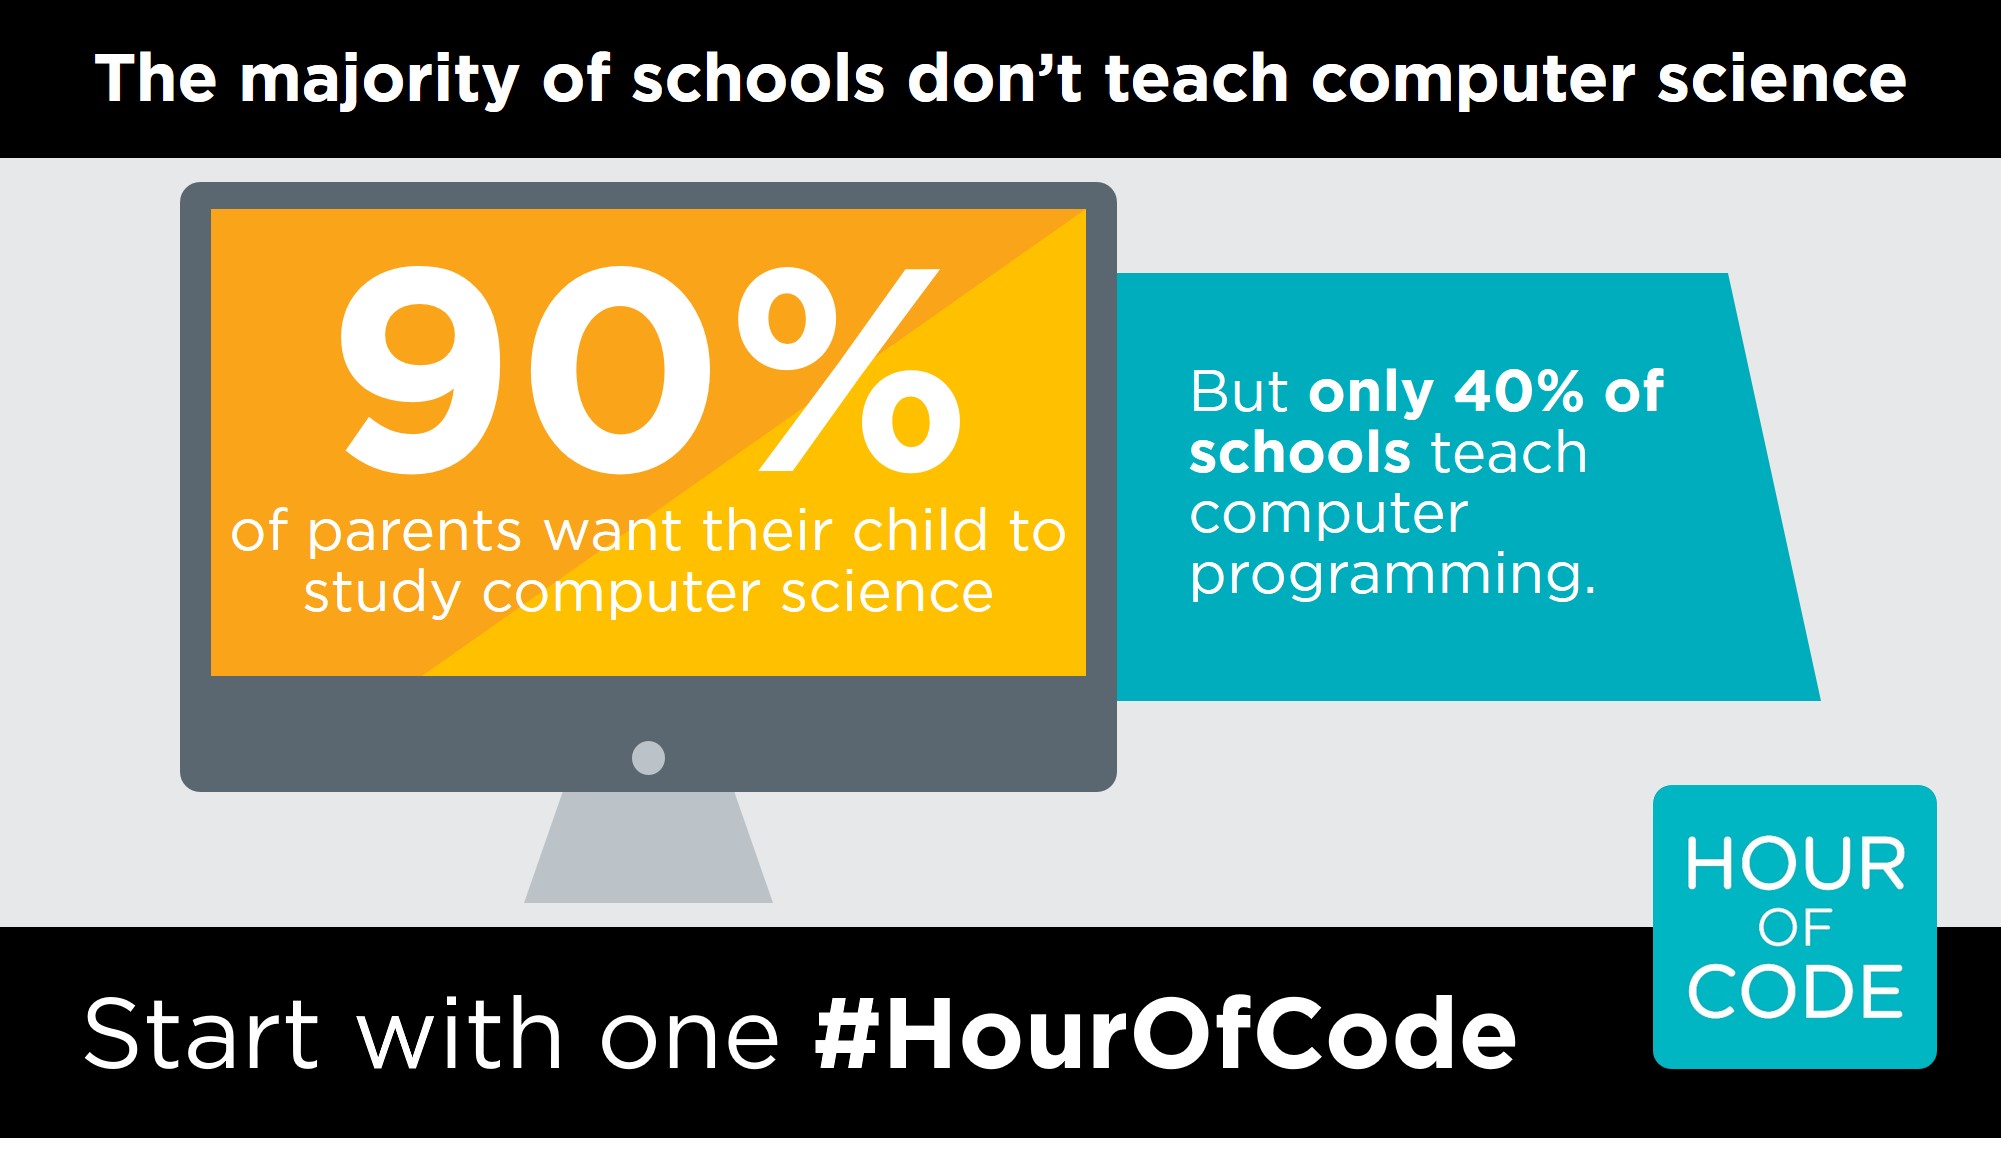 The majority of schools don’t teach computer science
90%
of parents want their child to
study computer science
But only 40% of
schools teach
computer
programming.
HOUR
OF
CODE
Start with one #HourOfCode